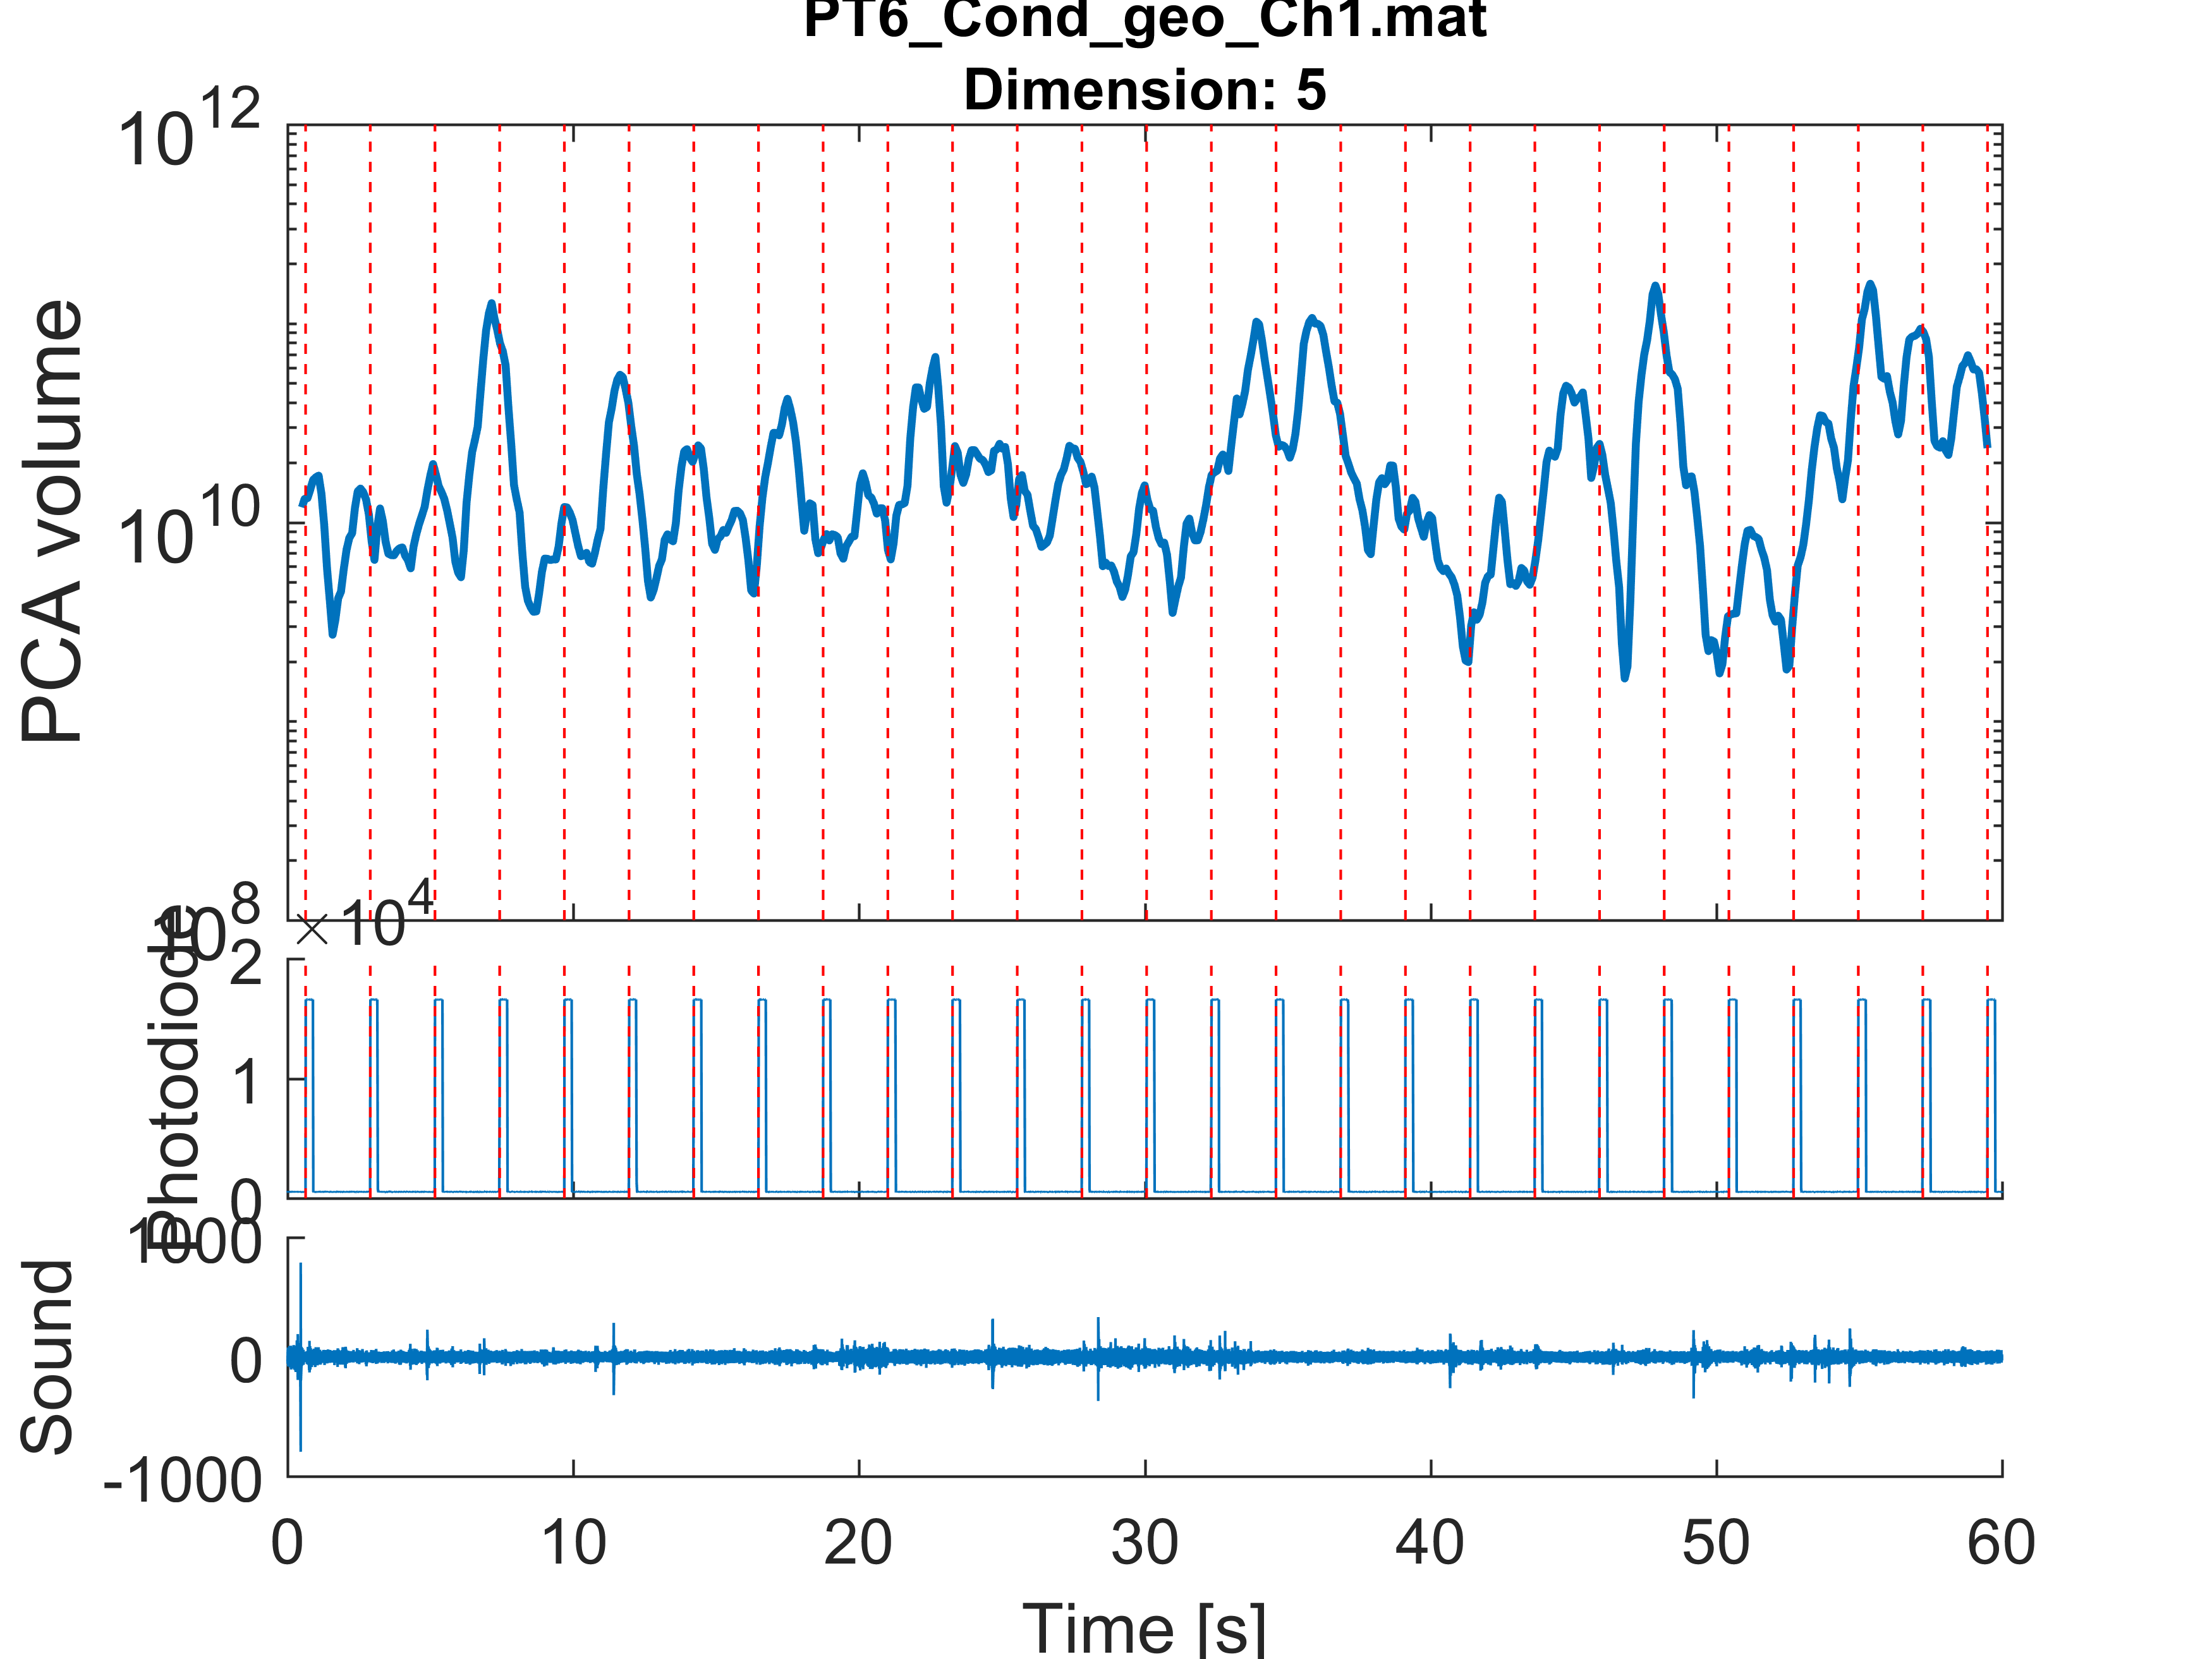 PT6_Cond_geo_Ch1.mat
Dimension: 5
10^12
10^10
10^8
PCA volume
×10^4
2
1
0
Photodiode
1000
0
-1000
Sound
0 10 20 30 40 50 60
Time [s]